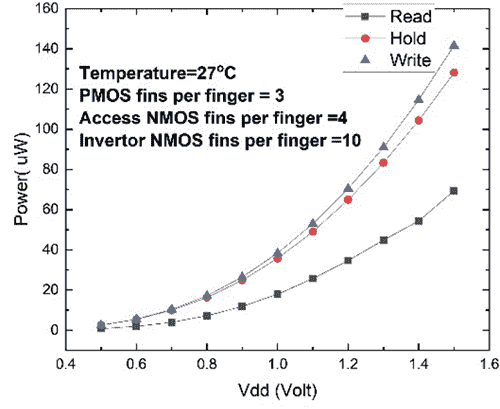 160
140
120
100
80
60
40
20
0
Power( uW)
Read
Hold
Write
Temperature=27°C
PMOS fins per finger = 3
Access NMOS fins per finger =4
Invertor NMOS fins per finger =10
0.4 0.6 0.8 1.0 1.2 1.4 1.6
Vdd (Volt)